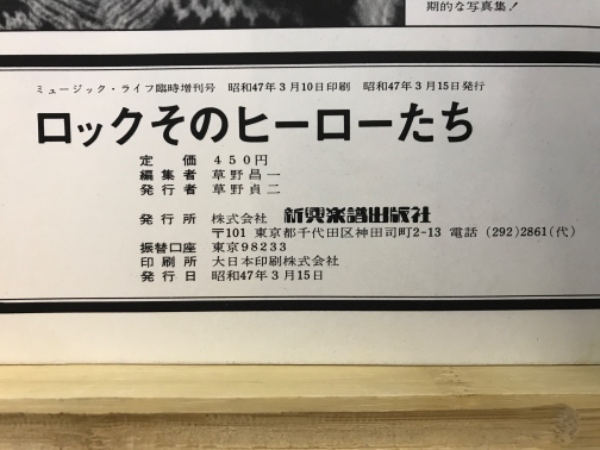 期的な写真集!
ミュージック・ライフ臨時増刊号 昭和47年3月10日印刷 昭和47年3月15日発行
ロックそのヒーローたち
定価 450円
編集者 草野昌一
発行者 草野貞二
発行所 株式会社 新興楽譜出版社
〒101 東京都千代田区神田司町2-13 電話 (292)2861(代)
振替口座 東京98233
印刷所 大日本印刷株式会社
発行日 昭和47年3月15日